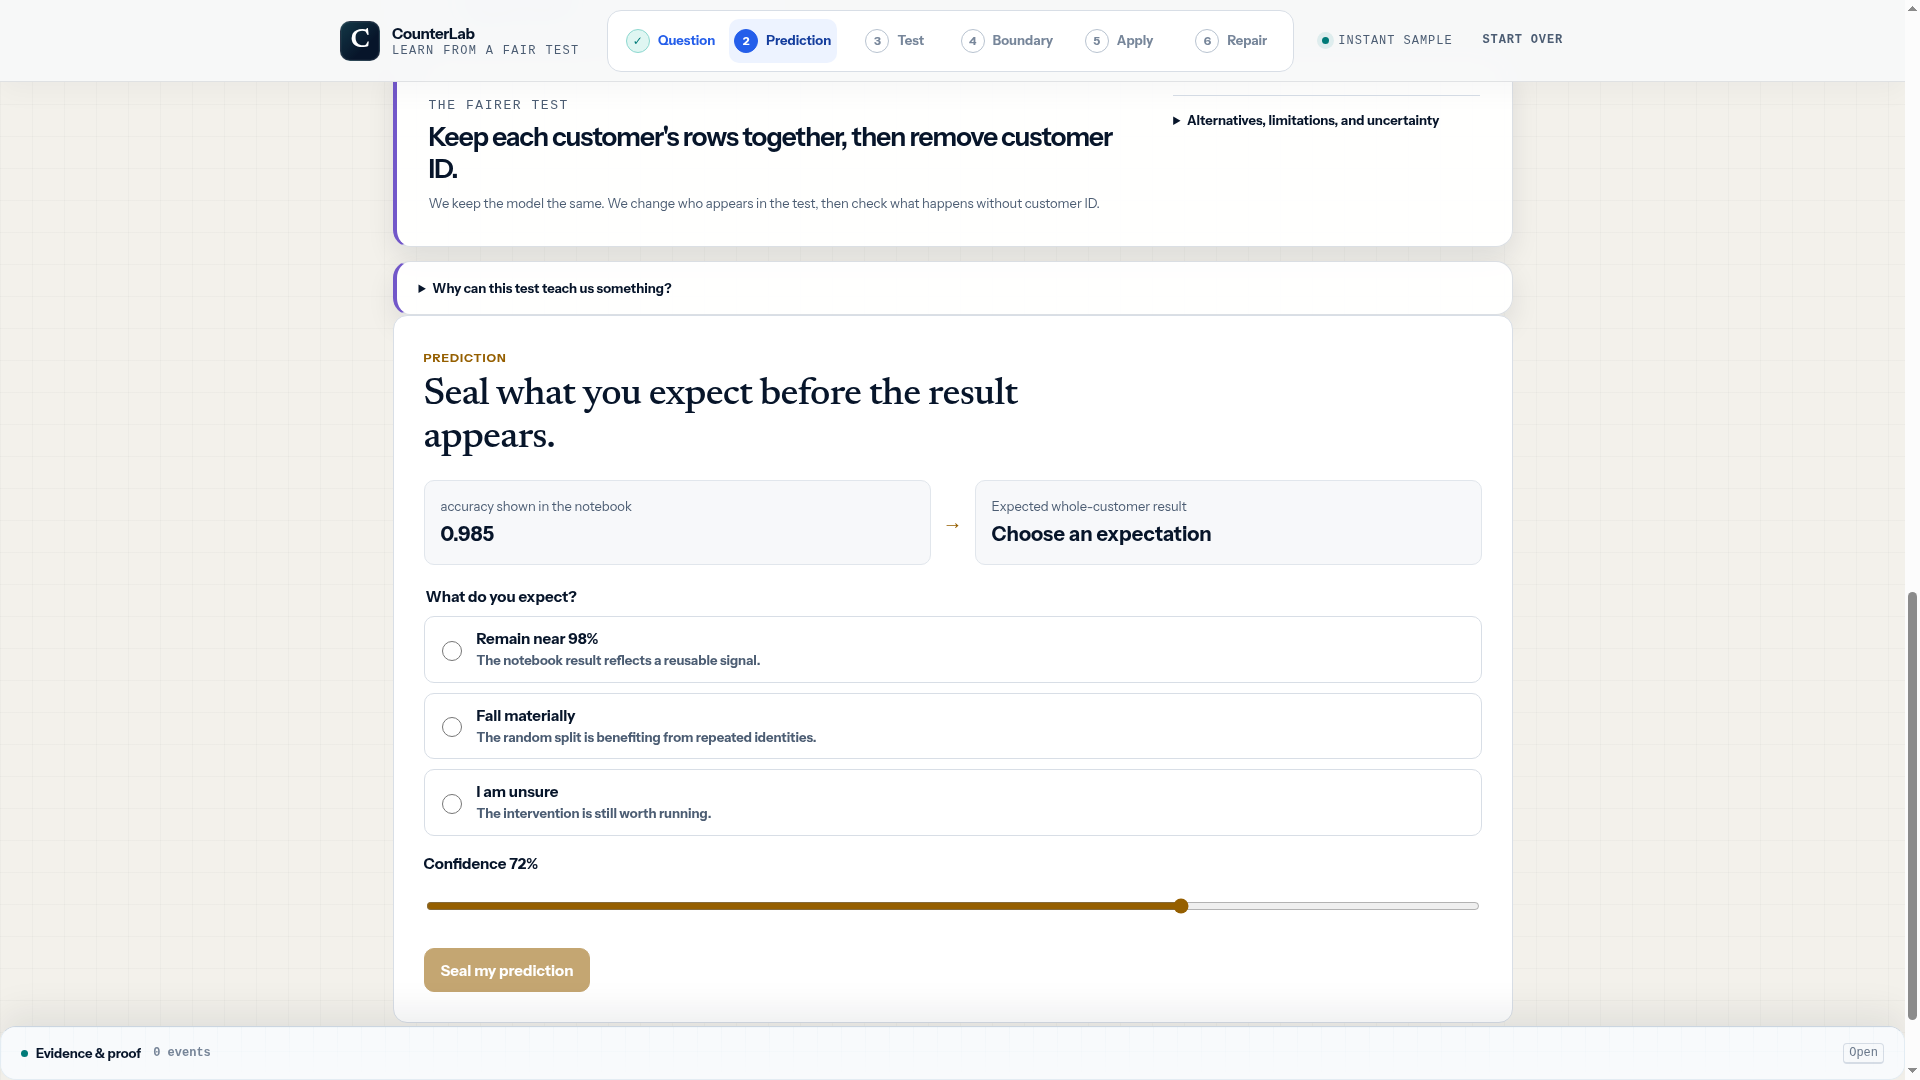 C
CounterLab
LEARN FROM A FAIR TEST
✓ Question
2 Prediction
3 Test
4 Boundary
5 Apply
6 Repair
INSTANT SAMPLE
START OVER
THE FAIRER TEST
Keep each customer's rows together, then remove customer
ID.
We keep the model the same. We change who appears in the test, then check what happens without customer ID.
Alternatives, limitations, and uncertainty
Why can this test teach us something?
PREDICTION
Seal what you expect before the result
appears.
accuracy shown in the notebook
0.985
→
Expected whole-customer result
Choose an expectation
What do you expect?
Remain near 98%
The notebook result reflects a reusable signal.
Fall materially
The random split is benefiting from repeated identities.
I am unsure
The intervention is still worth running.
Confidence 72%
Seal my prediction
Evidence & proof
0 events
Open